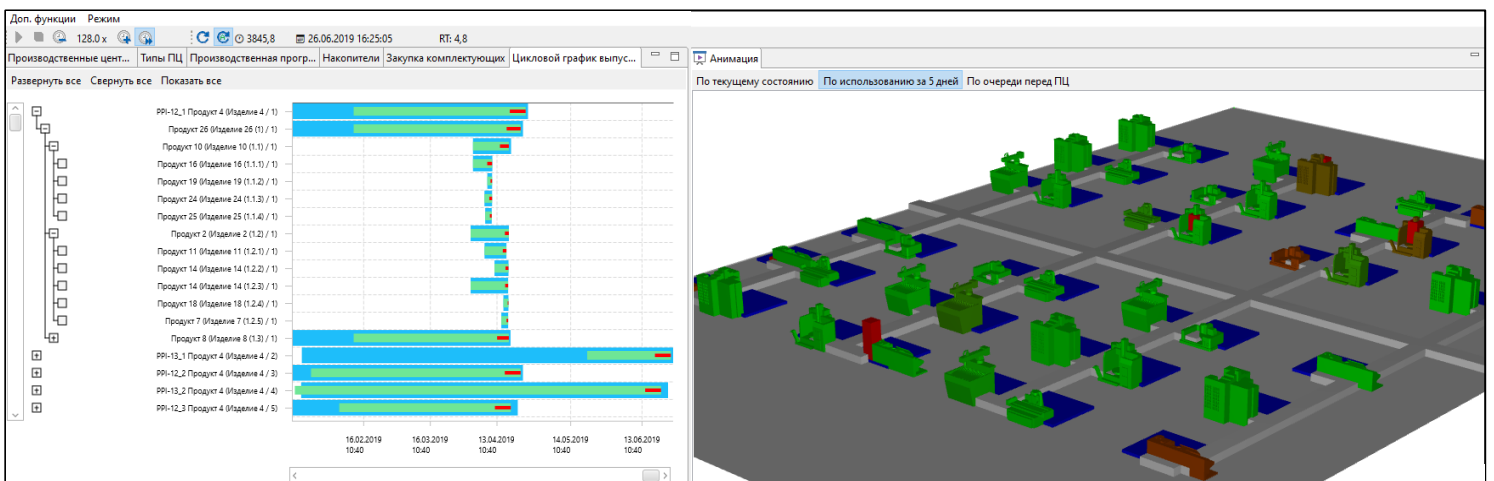 Доп. функции Режим
128.0 x 3845,8 26.06.2019 16:25:05 RT: 4,8
Производственные цент... Типы ПЦ Производственная прогр... Накопители Закупка комплектующих Цикловой график выпус...
Развернуть все Свернуть все Показать все
PPI-12_1 Продукт 4 (Изделие 4 / 1)
Продукт 26 (Изделие 26 (1) / 1)
Продукт 10 (Изделие 10 (1.1) / 1)
Продукт 16 (Изделие 16 (1.1.1) / 1)
Продукт 19 (Изделие 19 (1.1.2) / 1)
Продукт 24 (Изделие 24 (1.1.3) / 1)
Продукт 25 (Изделие 25 (1.1.4) / 1)
Продукт 2 (Изделие 2 (1.2) / 1)
Продукт 11 (Изделие 11 (1.2.1) / 1)
Продукт 14 (Изделие 14 (1.2.2) / 1)
Продукт 14 (Изделие 14 (1.2.3) / 1)
Продукт 18 (Изделие 18 (1.2.4) / 1)
Продукт 7 (Изделие 7 (1.2.5) / 1)
Продукт 8 (Изделие 8 (1.3) / 1)
PPI-13_1 Продукт 4 (Изделие 4 / 2)
PPI-12_2 Продукт 4 (Изделие 4 / 3)
PPI-13_2 Продукт 4 (Изделие 4 / 4)
PPI-12_3 Продукт 4 (Изделие 4 / 5)
16.02.2019 16.03.2019 13.04.2019 14.05.2019 13.06.2019
10:40 10:40 10:40 10:40 10:40
Анимация
По текущему состоянию По использованию за 5 дней По очереди перед ПЦ